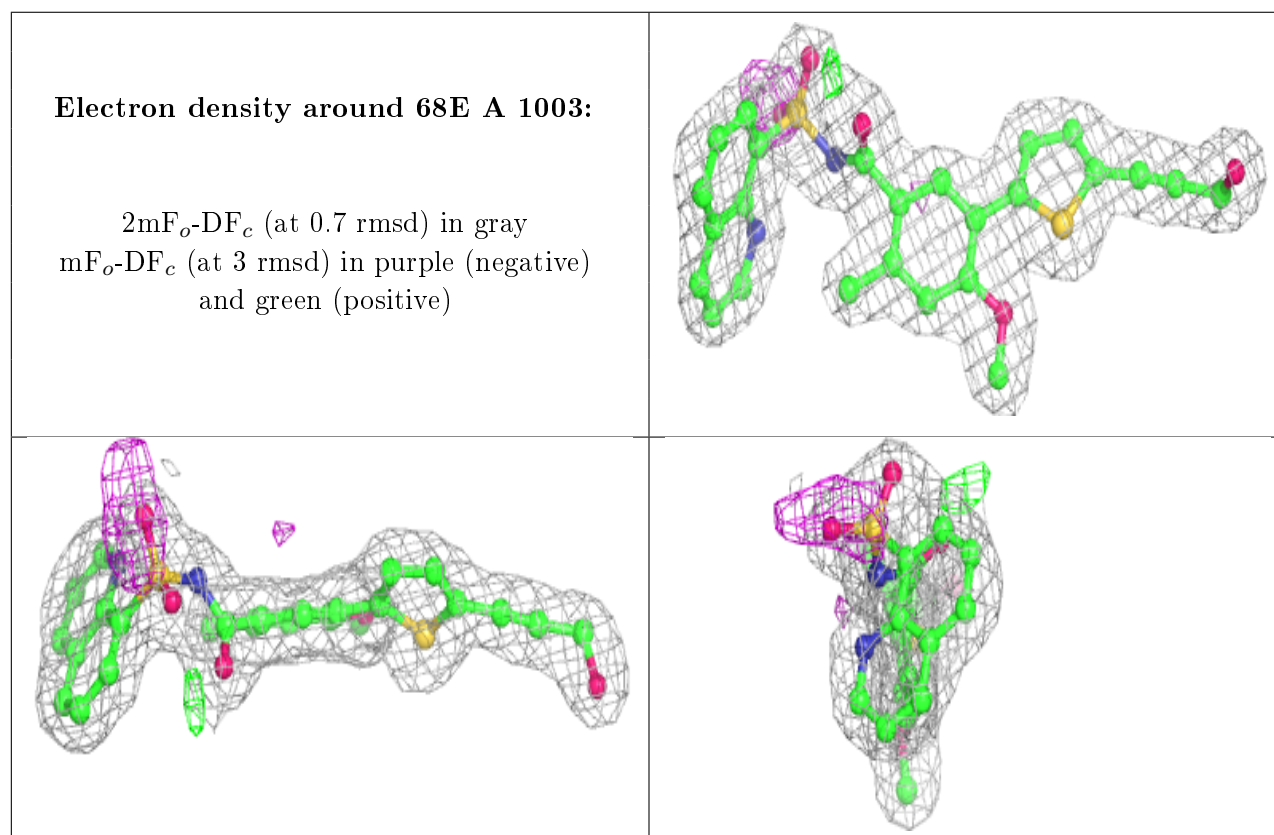 Electron density around 68E A 1003:
2mFo-DFc (at 0.7 rmsd) in gray
mFo-DFc (at 3 rmsd) in purple (negative)
and green (positive)